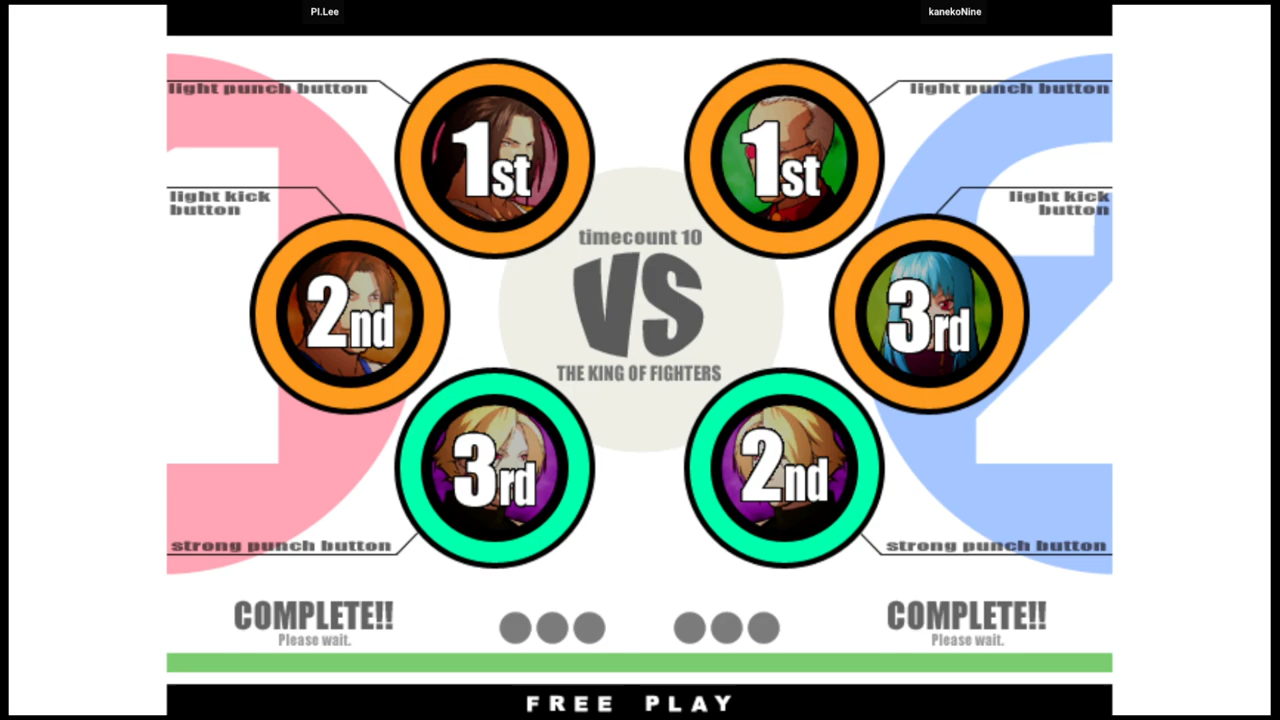 PI.Lee
kanekoNine
light punch button
light punch button
1st
1st
light kick
button
light kick
button
timecount 10
VS
THE KING OF FIGHTERS
2nd
3rd
3rd
2nd
strong punch button
strong punch button
COMPLETE!!
Please wait.
COMPLETE!!
Please wait.
FREE PLAY